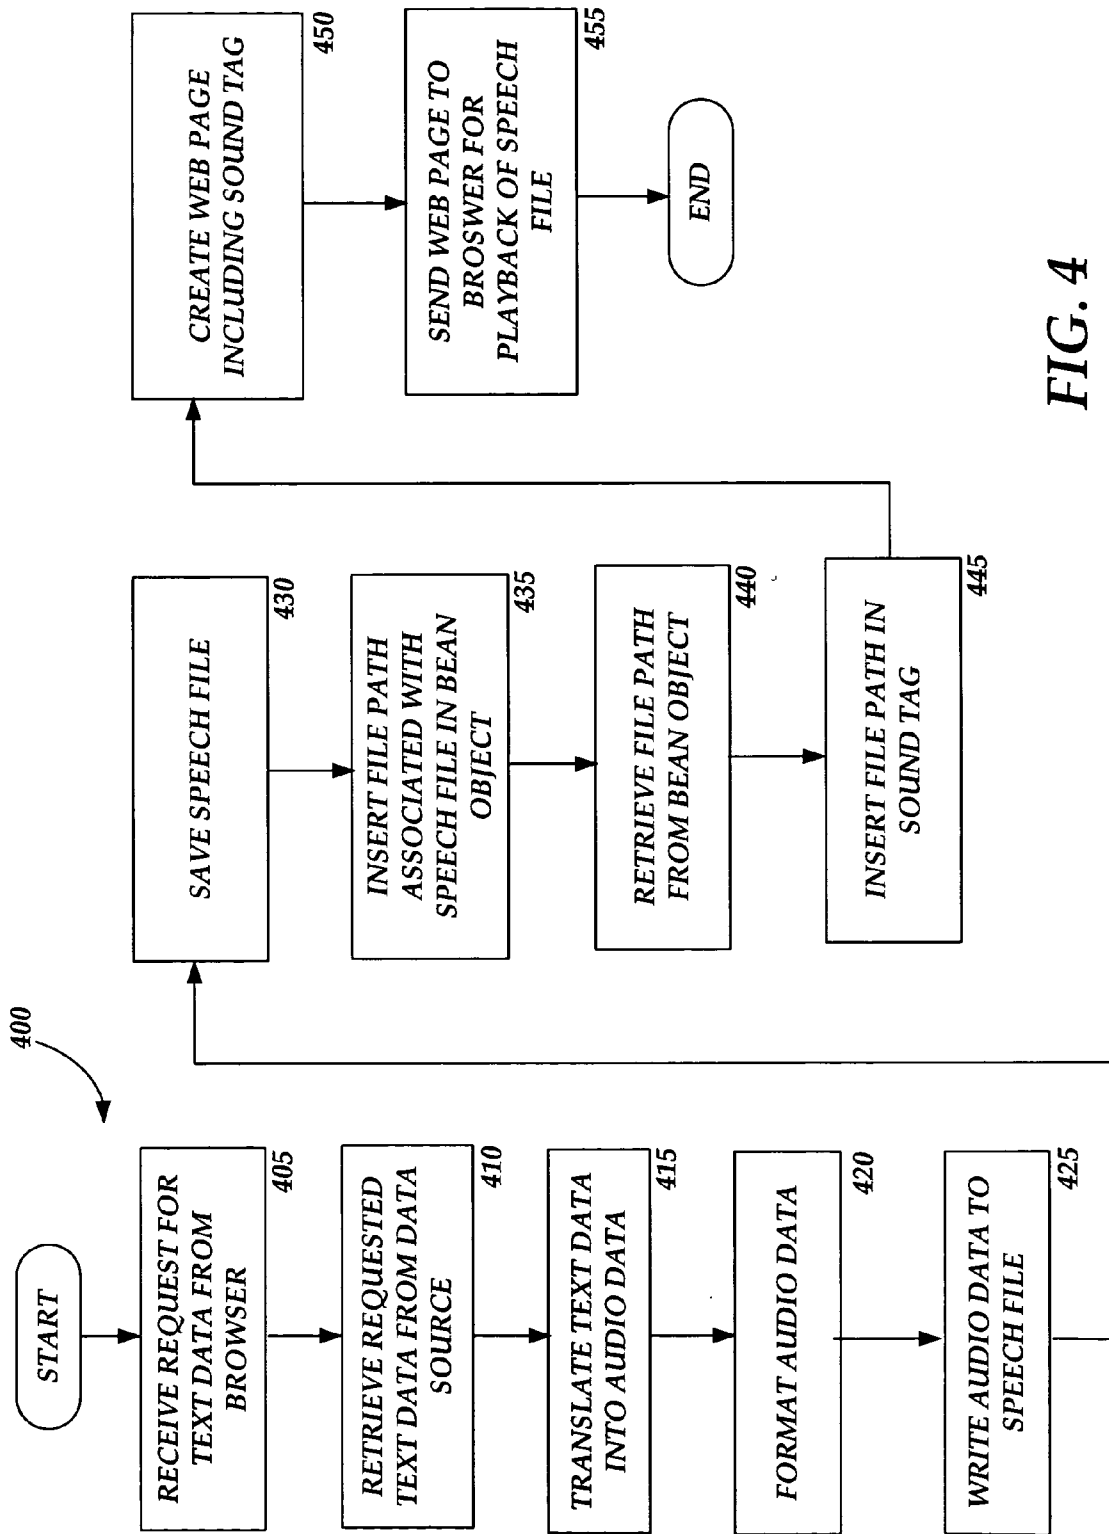 400
START
RECEIVE REQUEST FOR
TEXT DATA FROM
BROWSER
405
RETRIEVE REQUESTED
TEXT DATA FROM DATA
SOURCE
410
TRANSLATE TEXT DATA
INTO AUDIO DATA
415
FORMAT AUDIO DATA
420
WRITE AUDIO DATA TO
SPEECH FILE
425
SAVE SPEECH FILE
430
INSERT FILE PATH
ASSOCIATED WITH
SPEECH FILE IN BEAN
OBJECT
435
RETRIEVE FILE PATH
FROM BEAN OBJECT
440
INSERT FILE PATH IN
SOUND TAG
445
CREATE WEB PAGE
INCLUDING SOUND TAG
450
SEND WEB PAGE TO
BROSWER FOR
PLAYBACK OF SPEECH
FILE
455
END
FIG. 4